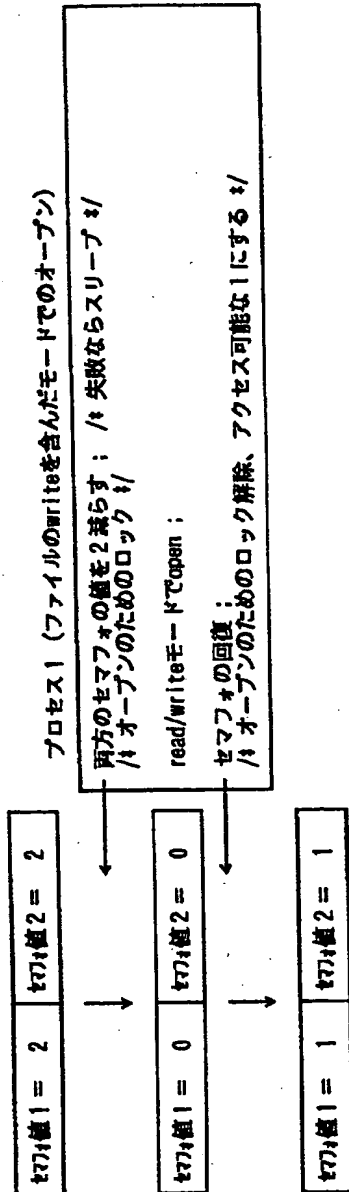 プロセス1 (ファイルのwriteを含んだモードでのオープン)
両方のセマフォの値を2減らす ; /* 失敗ならスリープ */
/* オープンのためのロック */
read/writeモードでopen ;
セマフォの回復 ;
/* オープンのためのロック解除、アクセス可能な1にする */
セマフォ値1 = 2 セマフォ値2 = 2
セマフォ値1 = 0 セマフォ値2 = 0
セマフォ値1 = 1 セマフォ値2 = 1